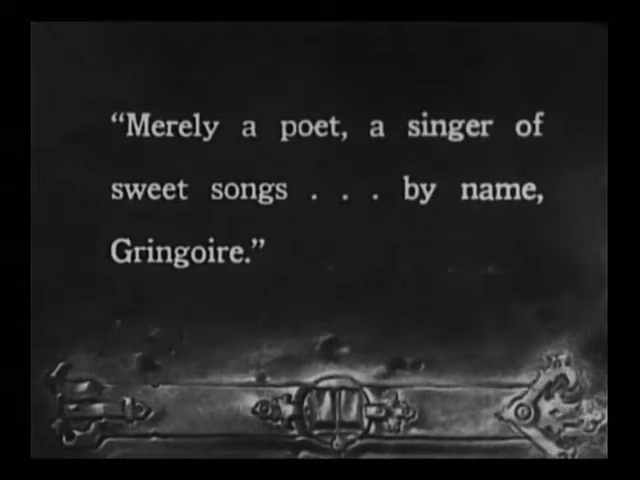 “Merely a poet, a singer of
sweet songs . . . by name,
Gringoire.”